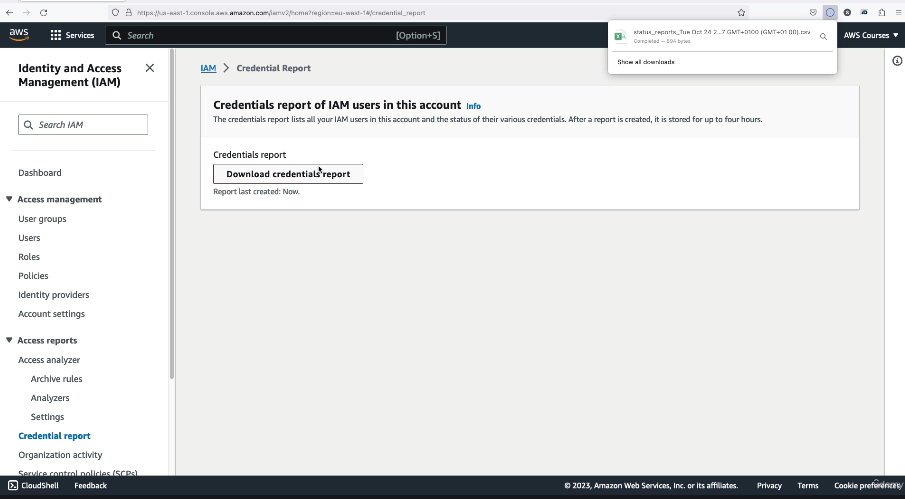 https://us-east-1.console.aws.amazon.com/iamv2/home?region=eu-west-1#/credential_report
aws
Services
Search
[Option+S]
AWS Courses
status_reports_Tue Oct 24 2...7 GMT+0100 (GMT+01 00).csv
Completed — 894 bytes
Show all downloads
Identity and Access
Management (IAM)
Search IAM
Dashboard
Access management
User groups
Users
Roles
Policies
Identity providers
Account settings
Access reports
Access analyzer
Archive rules
Analyzers
Settings
Credential report
Organization activity
Service control policies (SCPs)
IAM
Credential Report
Credentials report of IAM users in this account Info
The credentials report lists all your IAM users in this account and the status of their various credentials. After a report is created, it is stored for up to four hours.
Credentials report
Download credentials report
Report last created: Now.
CloudShell
Feedback
© 2023, Amazon Web Services, Inc. or its affiliates.
Privacy
Terms
Cookie preferences